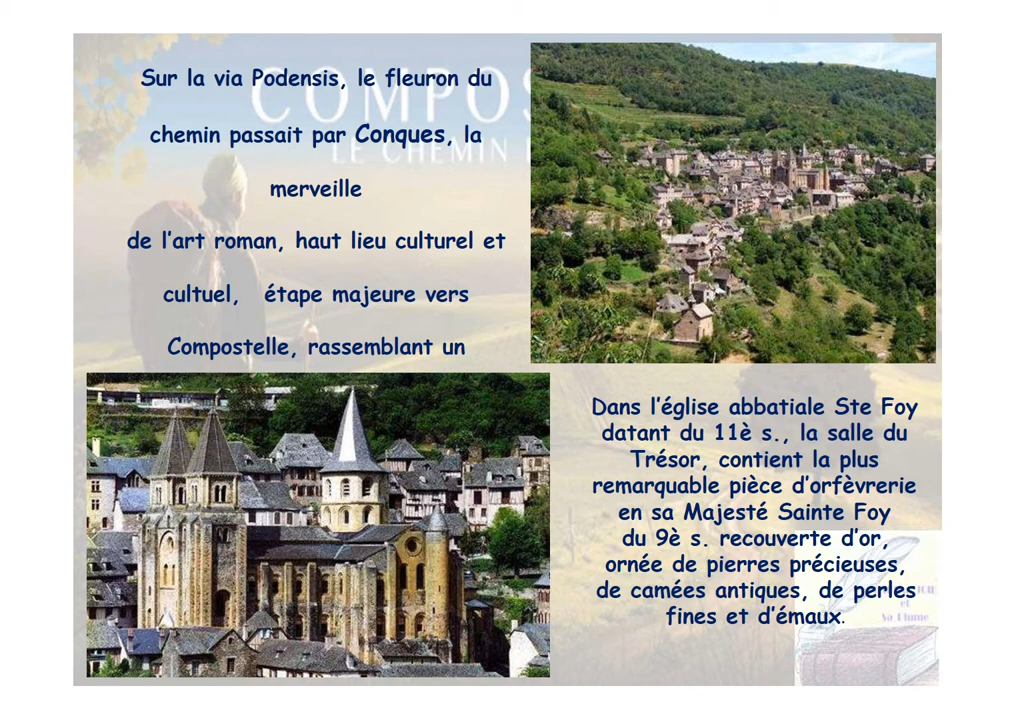 COMPOS
LE CHEMIN
Sur la via Podensis, le fleuron du
chemin passait par Conques, la
merveille
de l'art roman, haut lieu culturel et
cultuel, étape majeure vers
Compostelle, rassemblant un
Dans l'église abbatiale Ste Foy
datant du 11è s., la salle du
Trésor, contient la plus
remarquable pièce d'orfèvrerie
en sa Majesté Sainte Foy
du 9è s. recouverte d'or,
ornée de pierres précieuses,
de camées antiques, de perles
fines et d'émaux.
et
Sa Plume